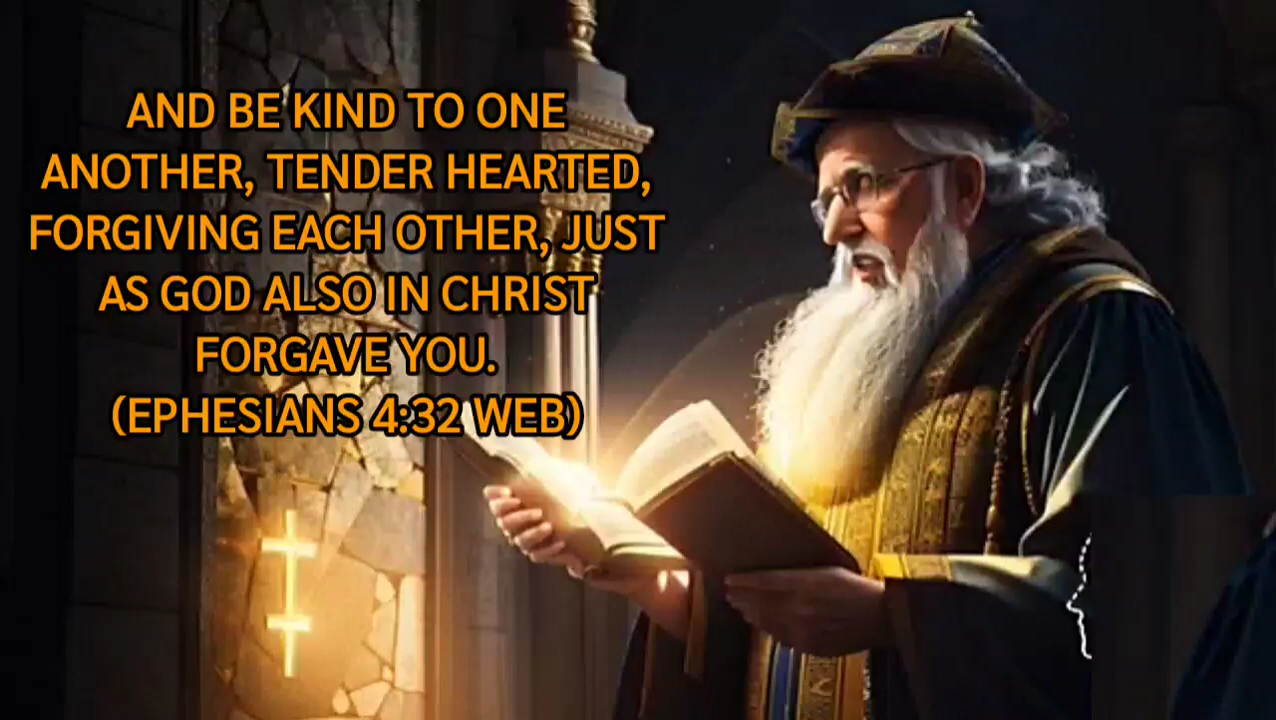 AND BE KIND TO ONE
ANOTHER, TENDER HEARTED,
FORGIVING EACH OTHER, JUST
AS GOD ALSO IN CHRIST
FORGAVE YOU.
(EPHESIANS 4:32 WEB)